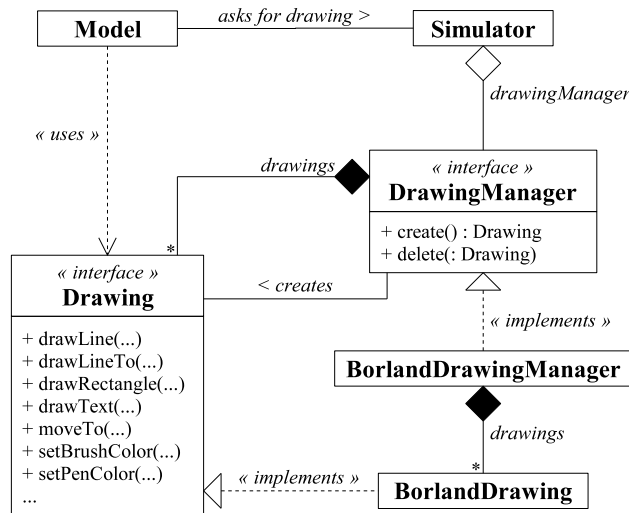 Model
asks for drawing >
Simulator
drawingManager
« uses »
drawings
*
« interface »
DrawingManager
+ create() : Drawing
+ delete(: Drawing)
« interface »
Drawing
< creates
+ drawLine(...)
+ drawLineTo(...)
+ drawRectangle(...)
+ drawText(...)
+ moveTo(...)
+ setBrushColor(...)
+ setPenColor(...)
...
« implements »
BorlandDrawingManager
drawings
*
« implements »
BorlandDrawing